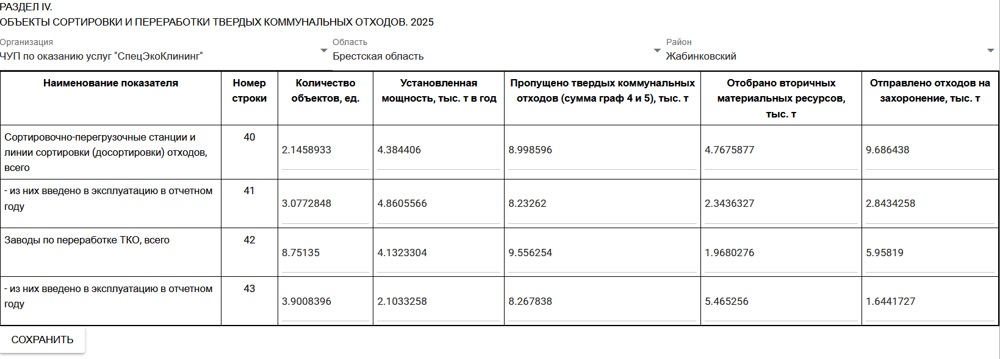 РАЗДЕЛ IV.
ОБЪЕКТЫ СОРТИРОВКИ И ПЕРЕРАБОТКИ ТВЕРДЫХ КОММУНАЛЬНЫХ ОТХОДОВ. 2025
Организация
ЧУП по оказанию услуг "СпецЭкоКлининг"
Область
Брестская область
Район
Жабинковский
Наименование показателя
Номер
строки
Количество
объектов, ед.
Установленная
мощность, тыс. т в год
Пропущено твердых коммунальных
отходов (сумма граф 4 и 5), тыс. т
Отобрано вторичных
материальных ресурсов,
тыс. т
Отправлено отходов на
захоронение, тыс. т
Сортировочно-перегрузочные станции и
линии сортировки (досортировки) отходов,
всего
40
2.1458933
4.384406
8.998596
4.7675877
9.686438
- из них введено в эксплуатацию в отчетном
году
41
3.0772848
4.8605566
8.23262
2.3436327
2.8434258
Заводы по переработке ТКО, всего
42
8.75135
4.1323304
9.556254
1.9680276
5.95819
- из них введено в эксплуатацию в отчетном
году
43
3.9008396
2.1033258
8.267838
5.465256
1.6441727
СОХРАНИТЬ